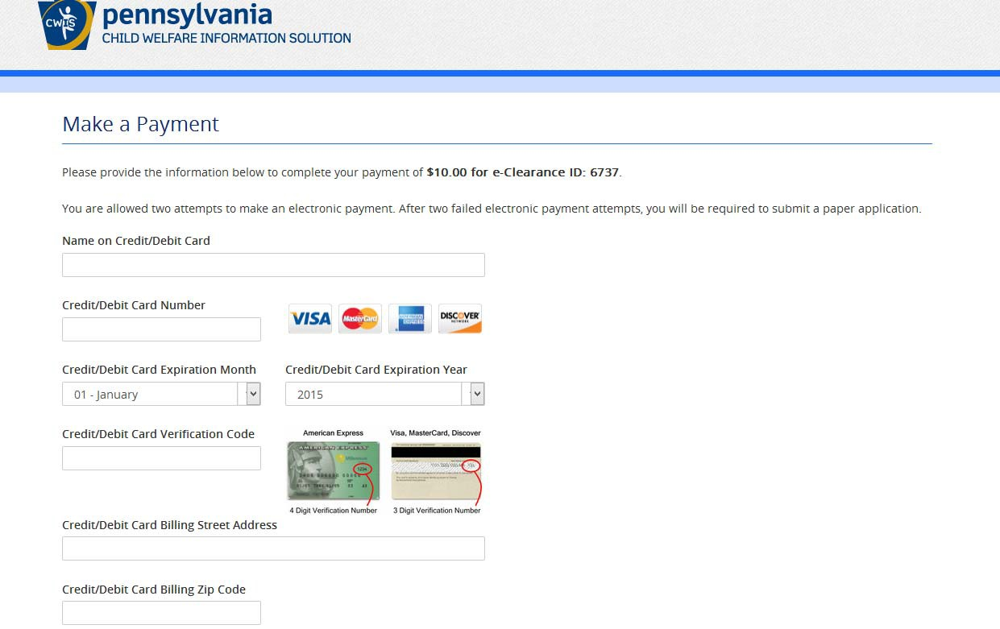 CWIS
pennsylvania
CHILD WELFARE INFORMATION SOLUTION
Make a Payment
Please provide the information below to complete your payment of $10.00 for e-Clearance ID: 6737.
You are allowed two attempts to make an electronic payment. After two failed electronic payment attempts, you will be required to submit a paper application.
Name on Credit/Debit Card
Credit/Debit Card Number
VISA MasterCard AMERICAN EXPRESS DISCOVER
NETWORK
Credit/Debit Card Expiration Month Credit/Debit Card Expiration Year
01 - January 2015
Credit/Debit Card Verification Code
American Express Visa, MasterCard, Discover
AMERICAN EXPRESS
1234
4 Digit Verification Number 3 Digit Verification Number
Credit/Debit Card Billing Street Address
Credit/Debit Card Billing Zip Code